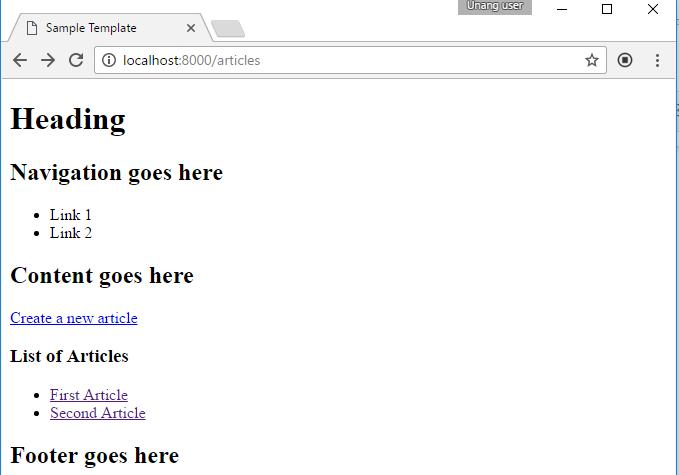 Unang user
Sample Template
localhost:8000/articles
Heading
Navigation goes here
Link 1
Link 2
Content goes here
Create a new article
List of Articles
First Article
Second Article
Footer goes here